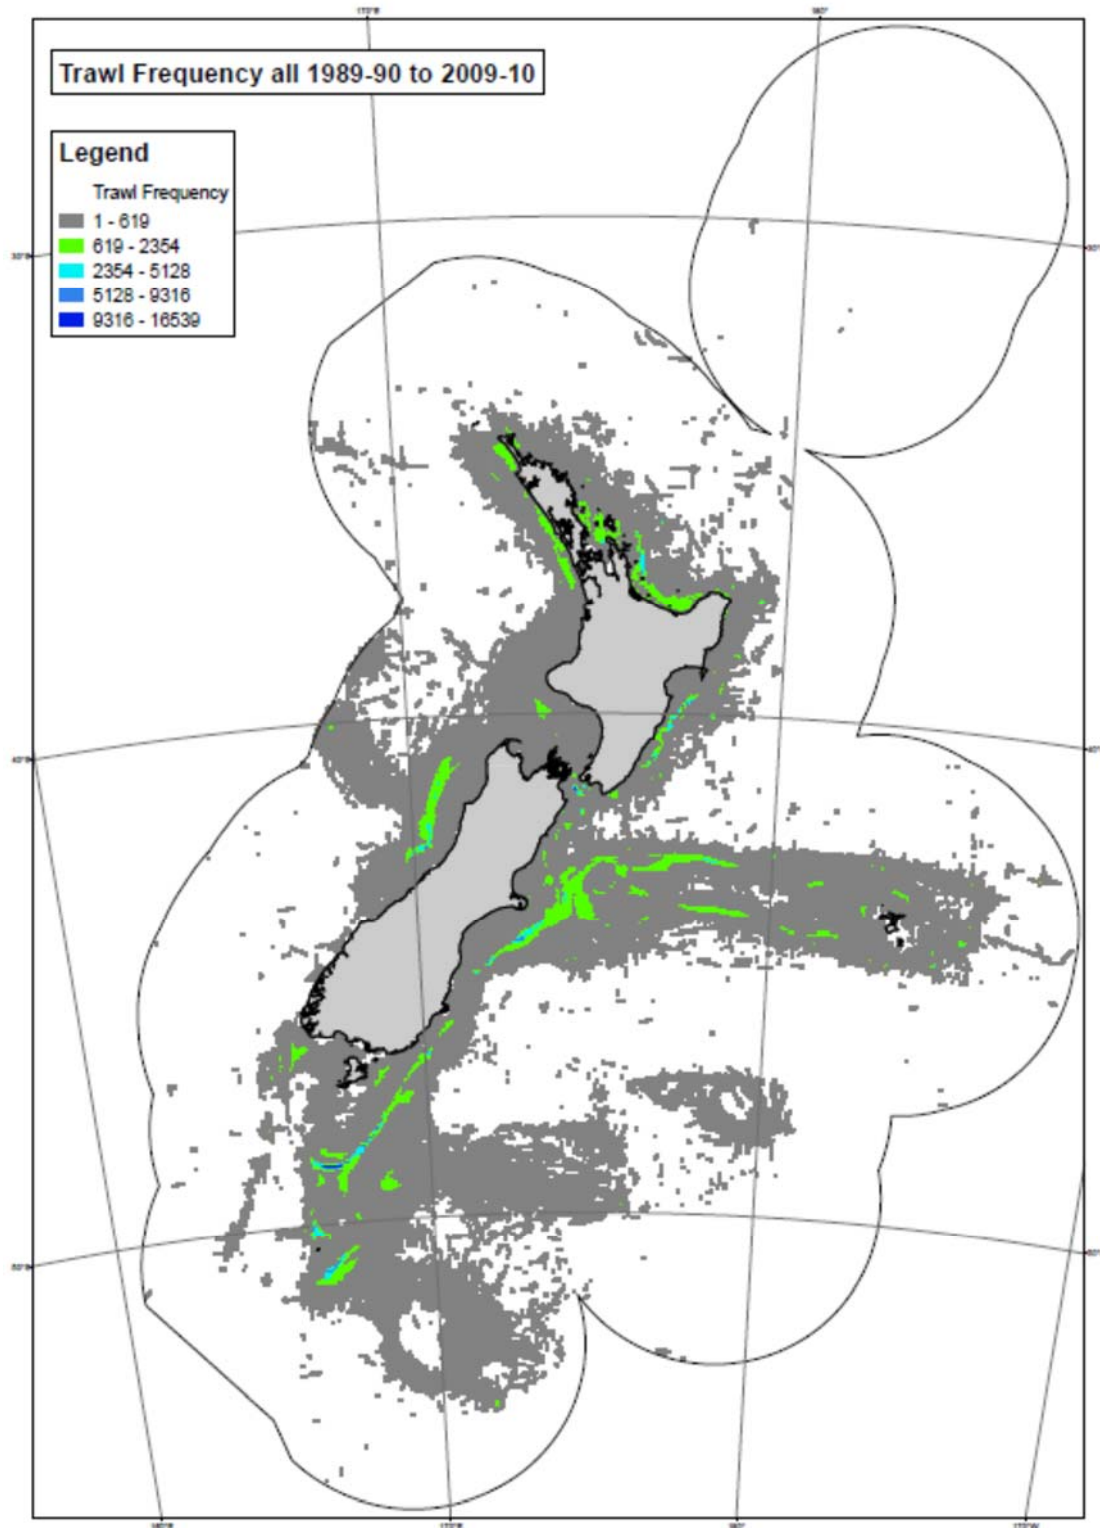 Trawl Frequency all 1989-90 to 2009-10
Legend
Trawl Frequency
1 - 619
619 - 2354
2354 - 5128
5128 - 9316
9316 - 16539